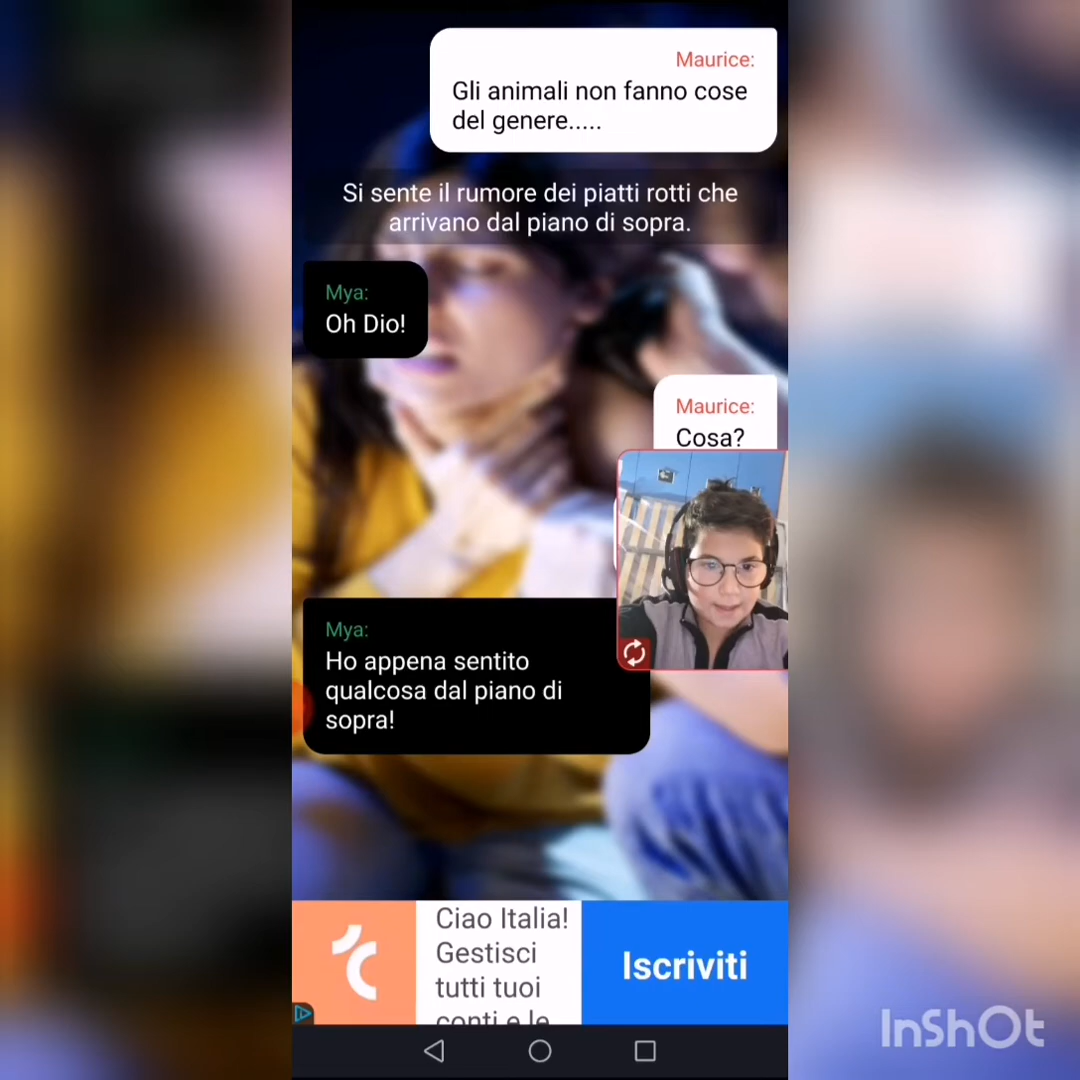 Maurice:
Gli animali non fanno cose
del genere.....
Si sente il rumore dei piatti rotti che
arrivano dal piano di sopra.
Mya:
Oh Dio!
Maurice:
Cosa?
Mya:
Ho appena sentito
qualcosa dal piano di
sopra!
Ciao Italia!
Gestisci
tutti tuoi
conti e le
Iscriviti
InShOt